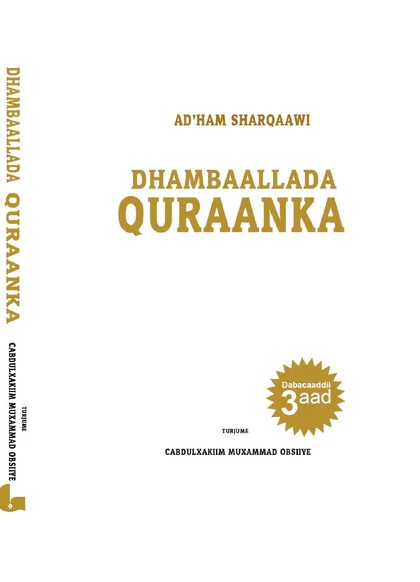 DHAMBAALLADA QURAANKA
CABDULXAKIIM MUXAMMAD OBSIIYE
TURJUME
AD'HAM SHARQAAWI
DHAMBAALLADA
QURAANKA
Dabacaaddii
3aad
TURJUME
CABDULXAKIIM MUXAMMAD OBSIIYE